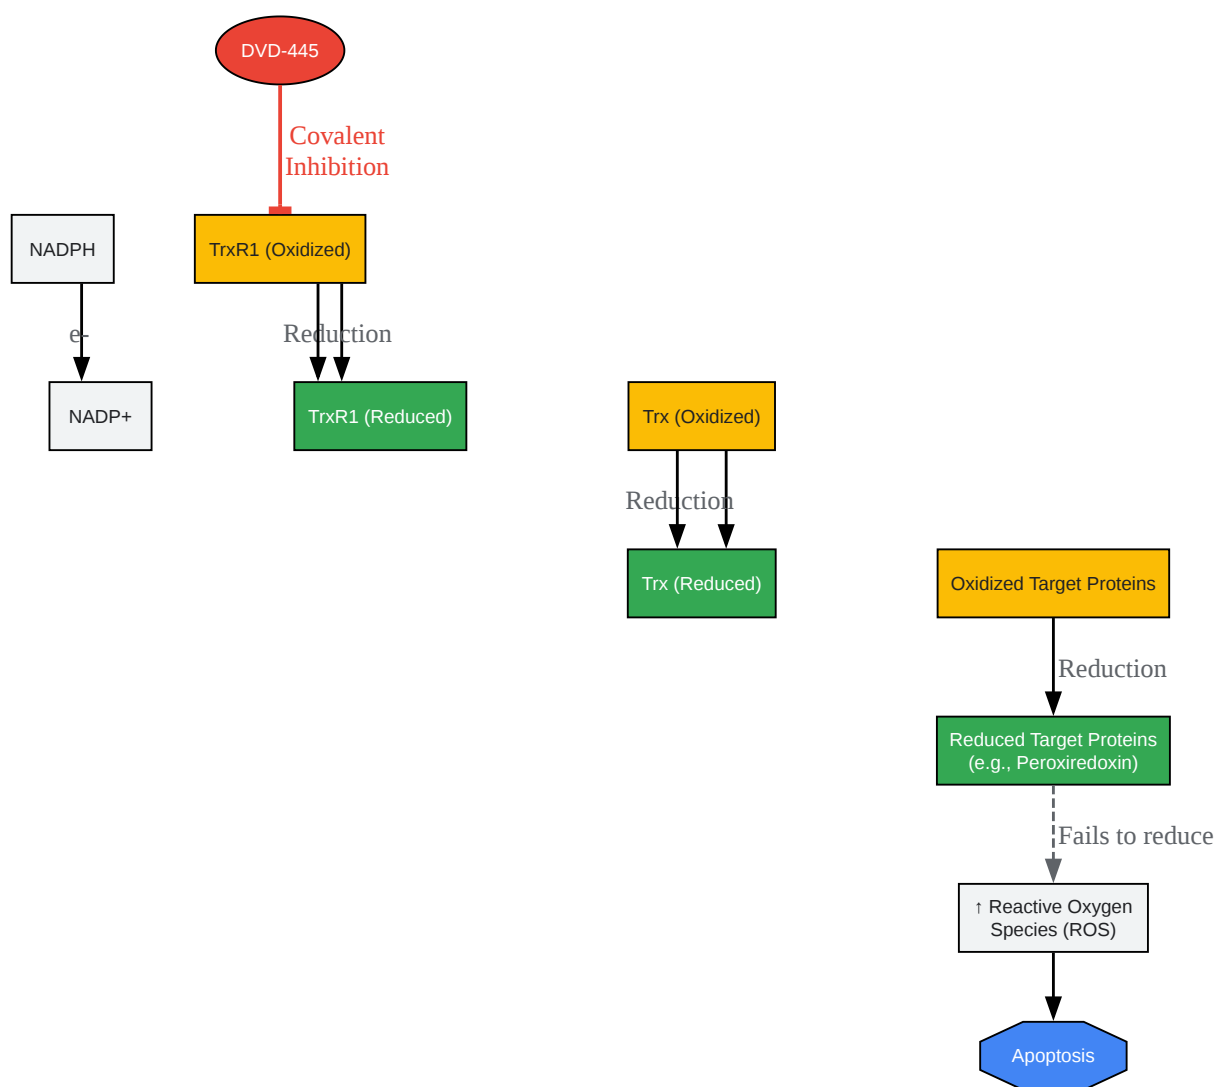 DVD-445
Covalent
Inhibition
NADPH
TrxR1 (Oxidized)
e-
Reduction
NADP+
TrxR1 (Reduced)
Trx (Oxidized)
Reduction
Trx (Reduced)
Oxidized Target Proteins
Reduction
Reduced Target Proteins
(e.g., Peroxiredoxin)
Fails to reduce
↑ Reactive Oxygen
Species (ROS)
Apoptosis